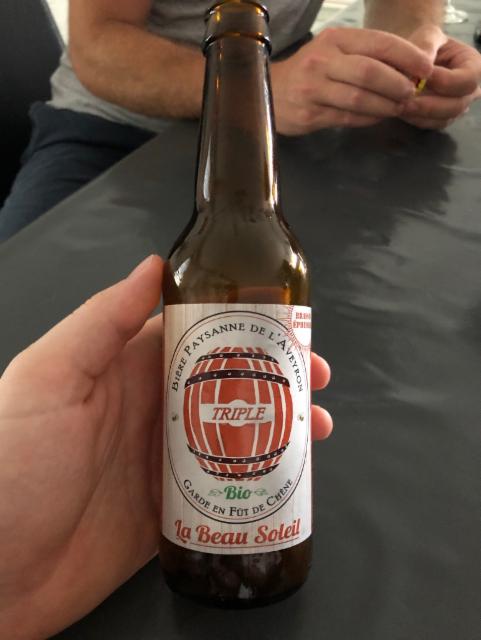 BIÈRE PAYSANNE DE L'AVEYRON
TRIPLE
Bio
GARDE EN FÛT DE CHÊNE
La Beau Soleil